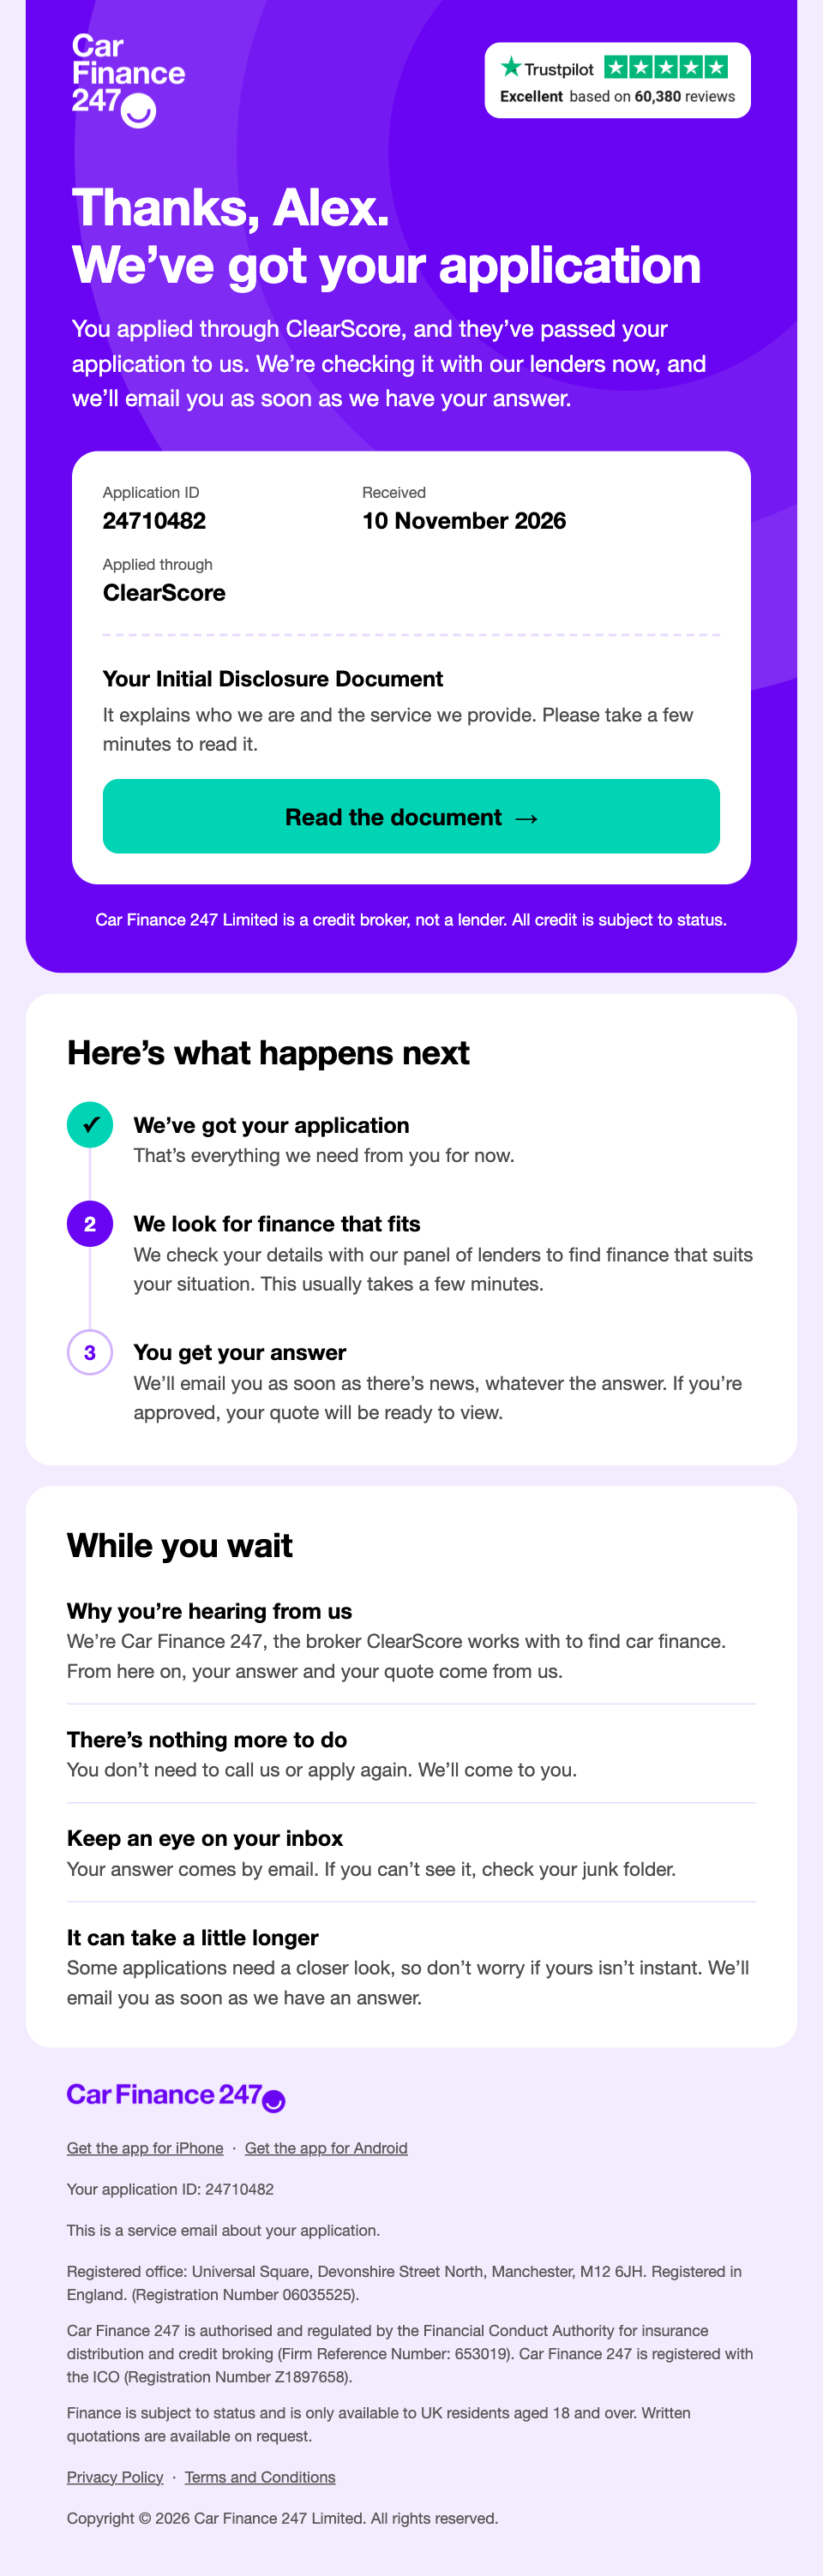 Car
Finance
247
Trustpilot
Excellent based on 60,380 reviews
Thanks, Alex.
We’ve got your application
You applied through ClearScore, and they’ve passed your
application to us. We’re checking it with our lenders now, and
we’ll email you as soon as we have your answer.
Application ID
24710482
Received
10 November 2026
Applied through
ClearScore
Your Initial Disclosure Document
It explains who we are and the service we provide. Please take a few
minutes to read it.
Read the document →
Car Finance 247 Limited is a credit broker, not a lender. All credit is subject to status.
Here’s what happens next
✓
We’ve got your application
That’s everything we need from you for now.
2
We look for finance that fits
We check your details with our panel of lenders to find finance that suits
your situation. This usually takes a few minutes.
3
You get your answer
We’ll email you as soon as there’s news, whatever the answer. If you’re
approved, your quote will be ready to view.
While you wait
Why you’re hearing from us
We’re Car Finance 247, the broker ClearScore works with to find car finance.
From here on, your answer and your quote come from us.
There’s nothing more to do
You don’t need to call us or apply again. We’ll come to you.
Keep an eye on your inbox
Your answer comes by email. If you can’t see it, check your junk folder.
It can take a little longer
Some applications need a closer look, so don’t worry if yours isn’t instant. We’ll
email you as soon as we have an answer.
Car Finance 247
Get the app for iPhone · Get the app for Android
Your application ID: 24710482
This is a service email about your application.
Registered office: Universal Square, Devonshire Street North, Manchester, M12 6JH. Registered in
England. (Registration Number 06035525).
Car Finance 247 is authorised and regulated by the Financial Conduct Authority for insurance
distribution and credit broking (Firm Reference Number: 653019). Car Finance 247 is registered with
the ICO (Registration Number Z1897658).
Finance is subject to status and is only available to UK residents aged 18 and over. Written
quotations are available on request.
Privacy Policy · Terms and Conditions
Copyright © 2026 Car Finance 247 Limited. All rights reserved.